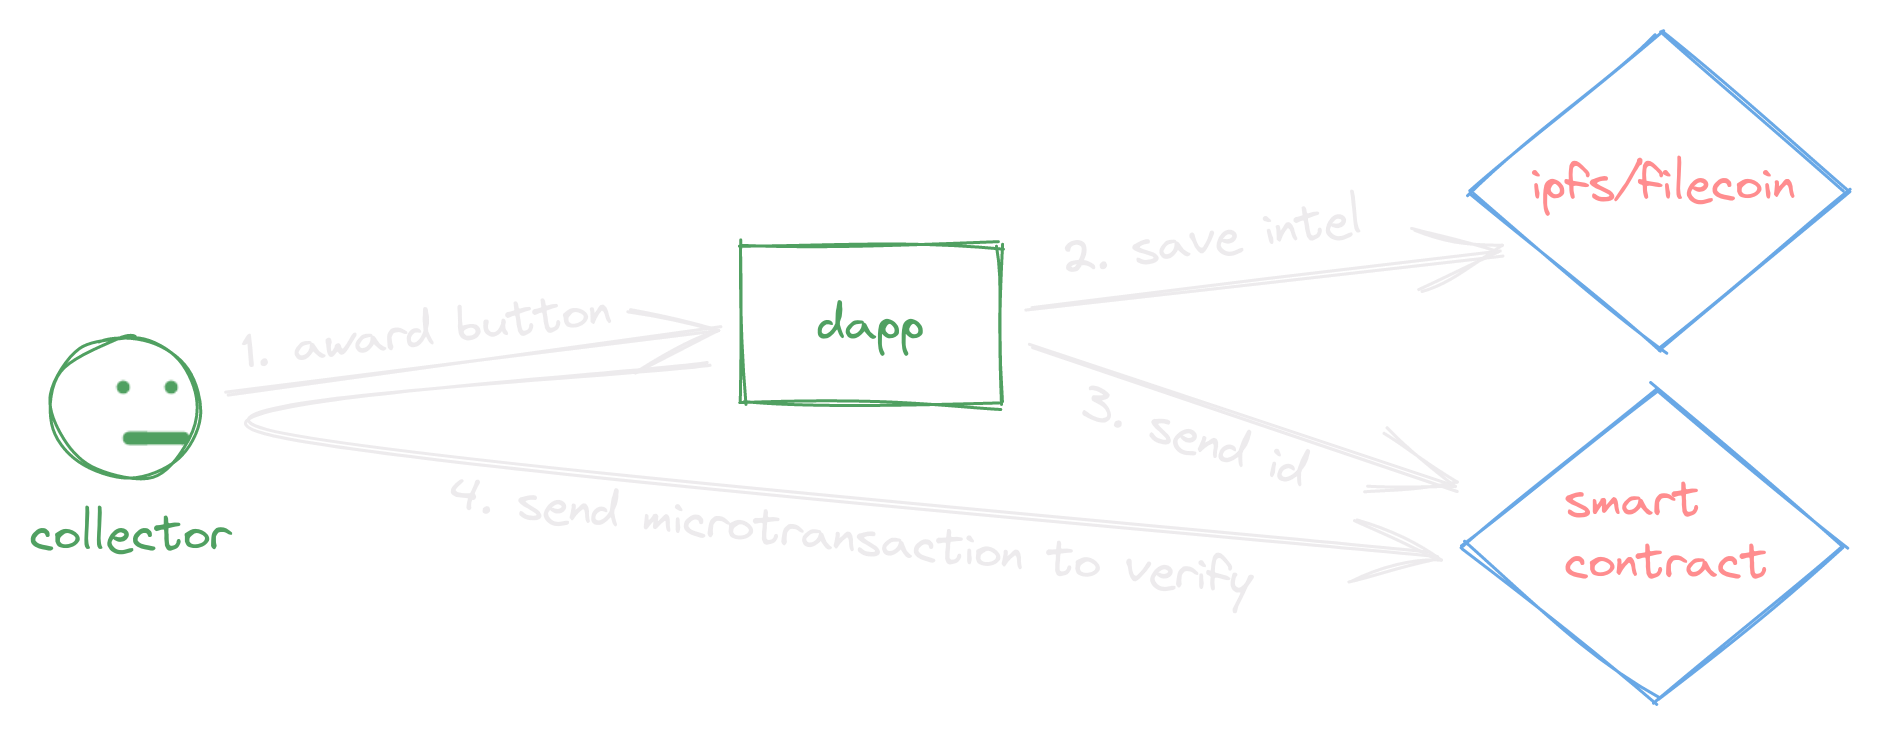 ipfs/filecoin
2. save intel
1. award button
dapp
3. send id
4. send microtransaction to verify
collector
smart
contract